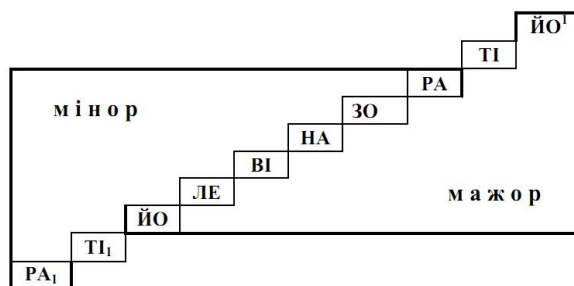 ЙО¹
ТІ
РА
мінор
ЗО
НА
ВІ
ЛЕ
мажор
ЙО
ТІ₁
РА₁